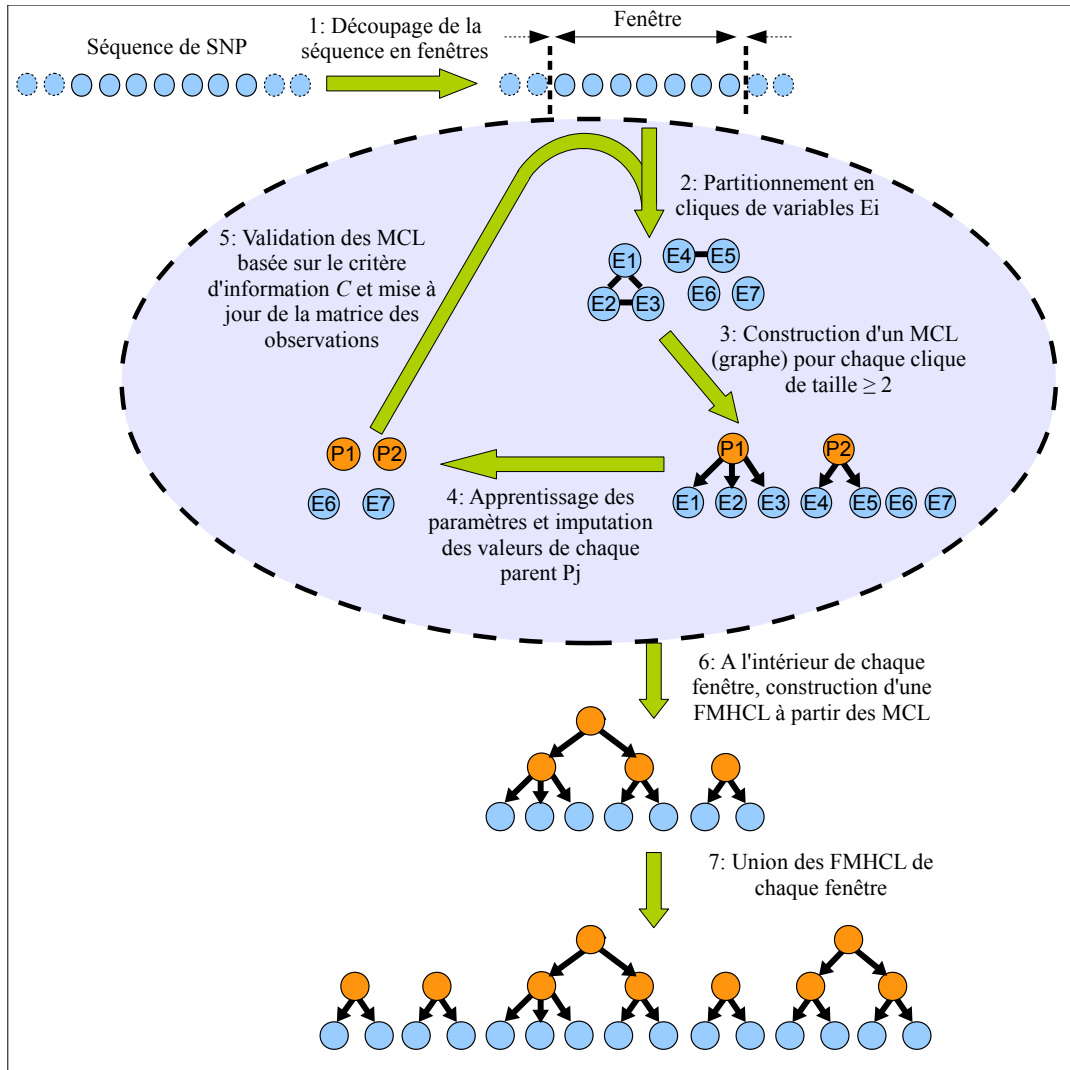 Séquence de SNP
1: Découpage de la
séquence en fenêtres
Fenêtre
2: Partitionnement en
cliques de variables Ei
5: Validation des MCL
basée sur le critère
d'information C et mise à
jour de la matrice des
observations
E1
E4
E5
E2
E3
E6
E7
3: Construction d'un MCL
(graphe) pour chaque clique
de taille ≥ 2
P1
P2
E6
E7
P1
P2
E1
E2
E3
E4
E5
E6
E7
4: Apprentissage des
paramètres et imputation
des valeurs de chaque
parent Pj
6: A l'intérieur de chaque
fenêtre, construction d'une
FMHCL à partir des MCL
7: Union des FMHCL de
chaque fenêtre